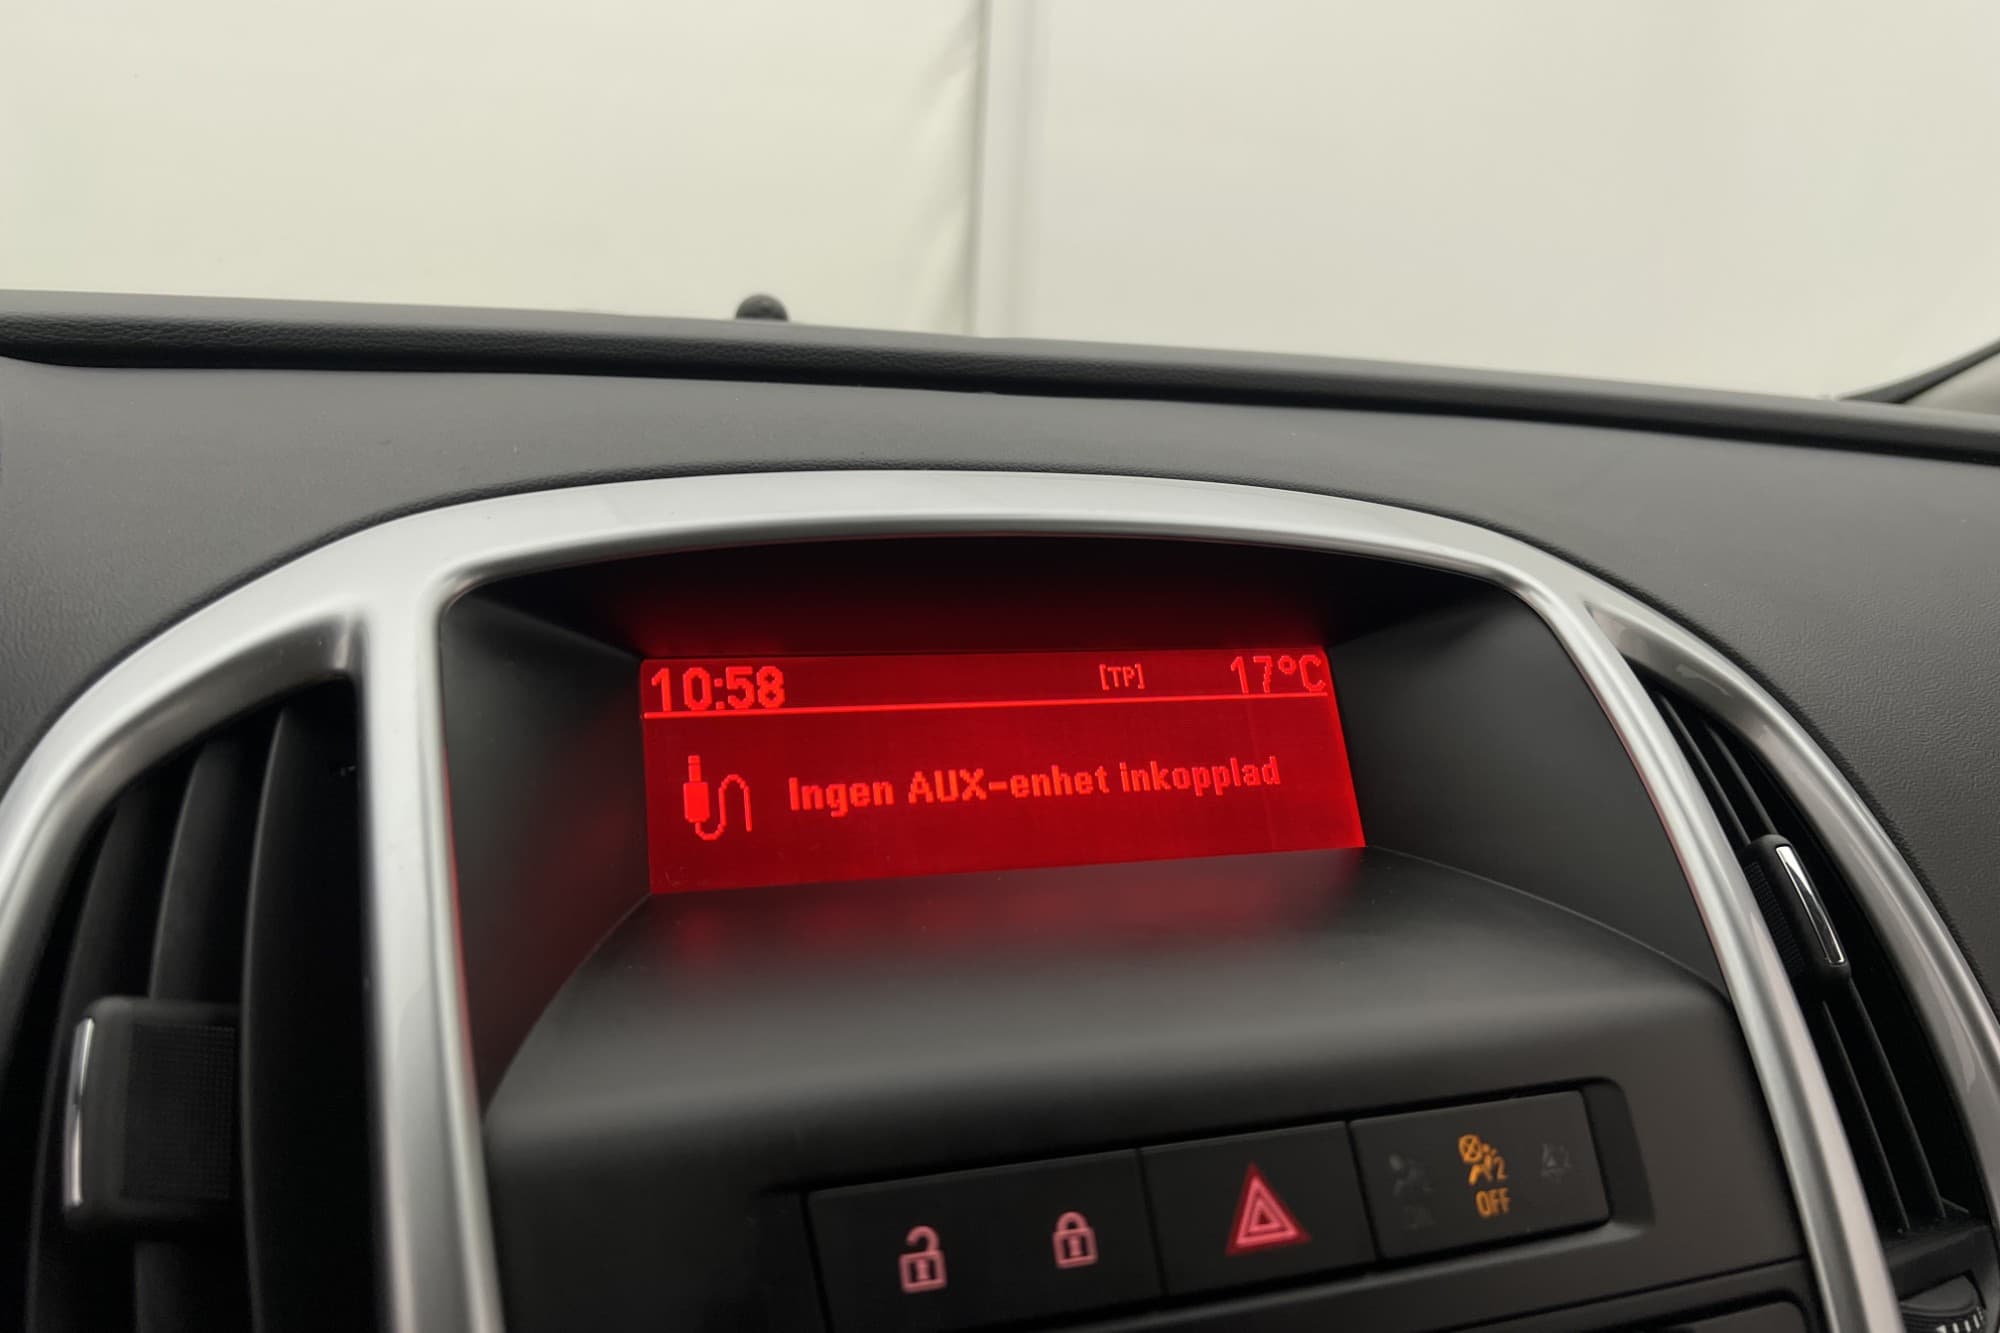 10:58 [TP] 17°C
Ingen AUX-enhet inkopplad
2
OFF